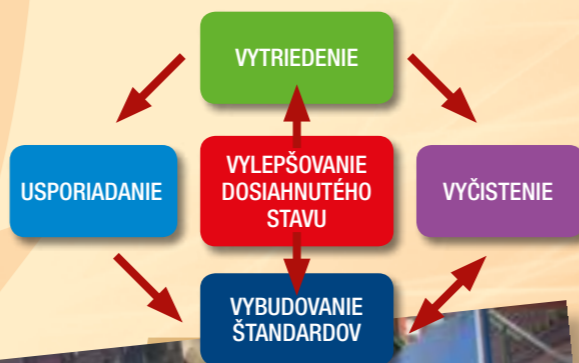 VYTRIEDENIE
USPORIADANIE
VYLEPŠOVANIE
DOSIAHNUTÉHO
STAVU
VYČISTENIE
VYBUDOVANIE
ŠTANDARDOV